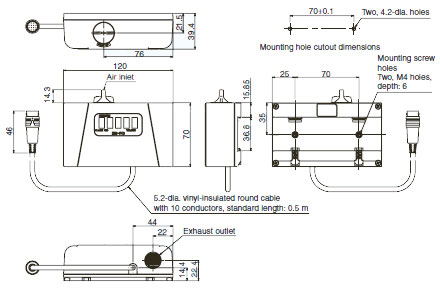 21.5
39.4
76
70±0.1
Two, 4.2-dia. holes
Mounting hole cutout dimensions
120
Air inlet
14.3
46
70
15.85
36.8
25
70
35
Mounting screw
holes
Two, M4 holes,
depth: 6
5.2-dia. vinyl-insulated round cable
with 10 conductors, standard length: 0.5 m
44
22
Exhaust outlet
14.4
22.4